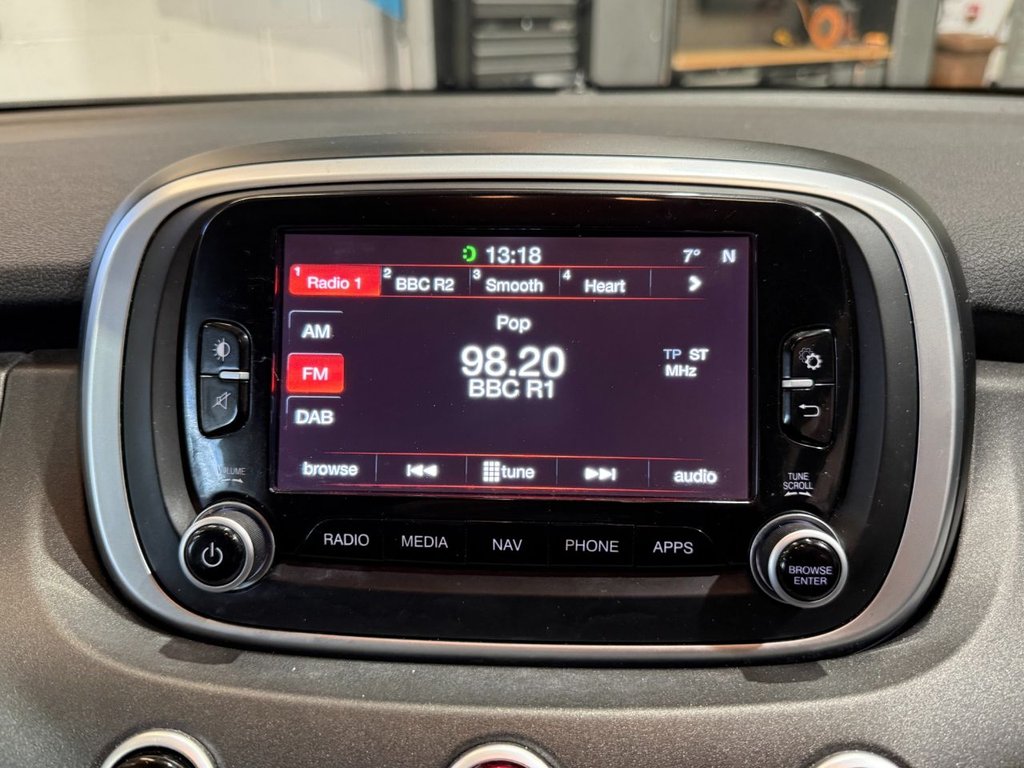 13:18 7° N
1 Radio 1 2 BBC R2 3 Smooth 4 Heart
Pop
AM
98.20 TP ST
FM BBC R1 MHz
DAB
browse tune audio
VOLUME
TUNE
SCROLL
RADIO MEDIA NAV PHONE APPS
BROWSE
ENTER